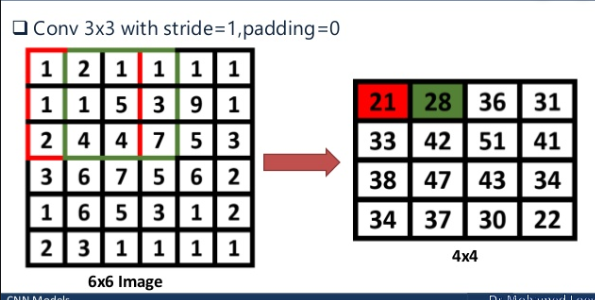 ❑ Conv 3x3 with stride=1,padding=0
1 2 1 1 1 1
1 1 5 3 9 1
2 4 4 7 5 3
3 6 7 5 6 2
1 6 5 3 1 2
2 3 1 1 1 1
6x6 Image
21 28 36 31
33 42 51 41
38 47 43 34
34 37 30 22
4x4
CNN Models